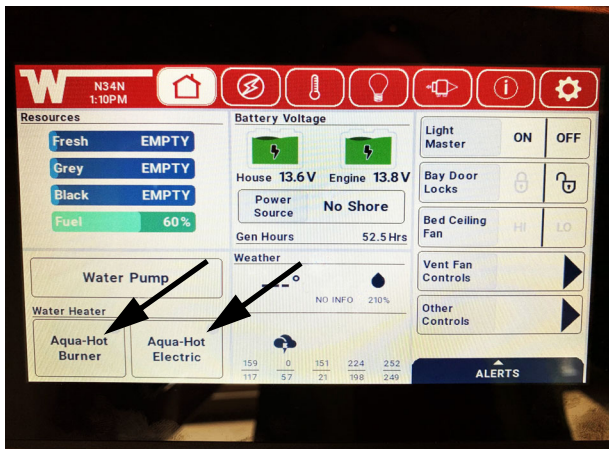 W
N34N
1:10PM
Resources
Fresh EMPTY
Grey EMPTY
Black EMPTY
Fuel 60%
Water Pump
Water Heater
Aqua-Hot
Burner
Aqua-Hot
Electric
Battery Voltage
House 13.6 V Engine 13.8 V
Power
Source
No Shore
Gen Hours 52.5 Hrs
Weather
--°
NO INFO 210%
159 0 151 224 252
117 57 21 198 249
Light
Master
ON OFF
Bay Door
Locks
Bed Ceiling
Fan
HI LO
Vent Fan
Controls
Other
Controls
ALERTS